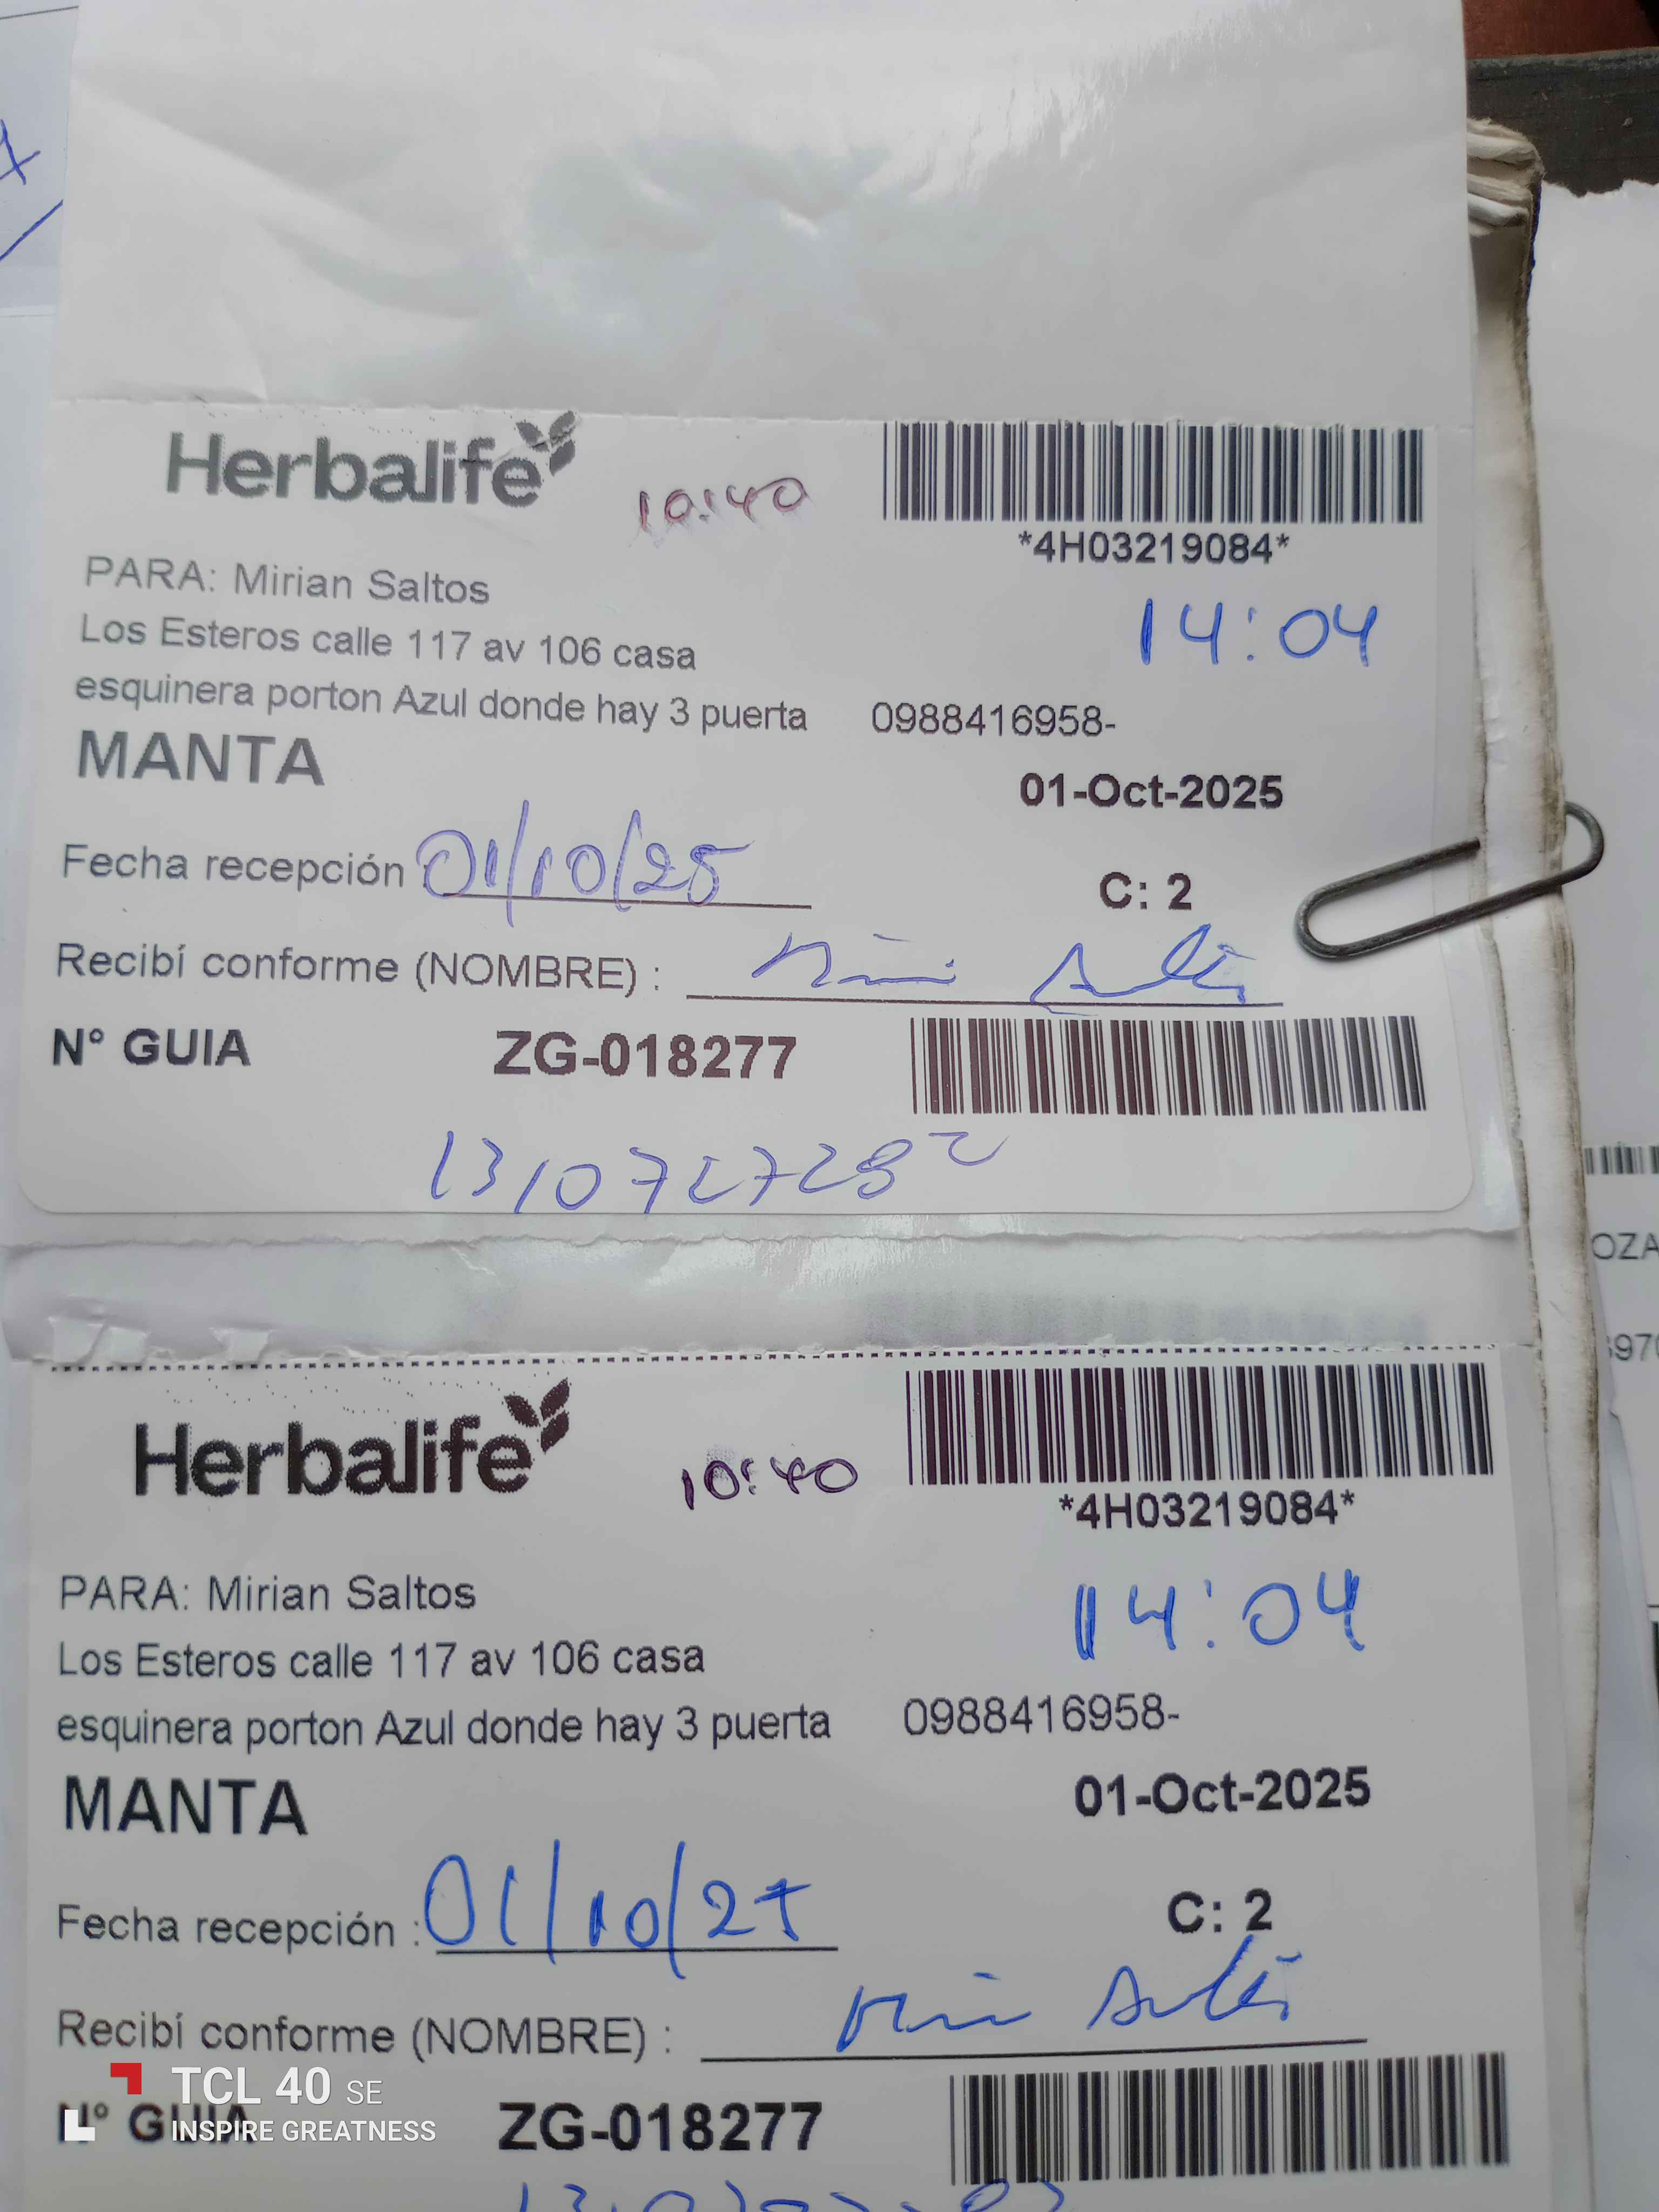 Herbalife
10:40
*4H03219084*
PARA: Mirian Saltos
14:04
Los Esteros calle 117 av 106 casa
esquinera porton Azul donde hay 3 puerta 0988416958-
MANTA
01-Oct-2025
Fecha recepción 01/10/25
C: 2
Recibí conforme (NOMBRE) :
N° GUIA ZG-018277
Herbalife
10:40
*4H03219084*
PARA: Mirian Saltos
14:04
Los Esteros calle 117 av 106 casa
esquinera porton Azul donde hay 3 puerta 0988416958-
MANTA
01-Oct-2025
Fecha recepción : 01/10/25
C: 2
Recibí conforme (NOMBRE) :
N° GUIA ZG-018277
TCL 40 SE
INSPIRE GREATNESS
OZA